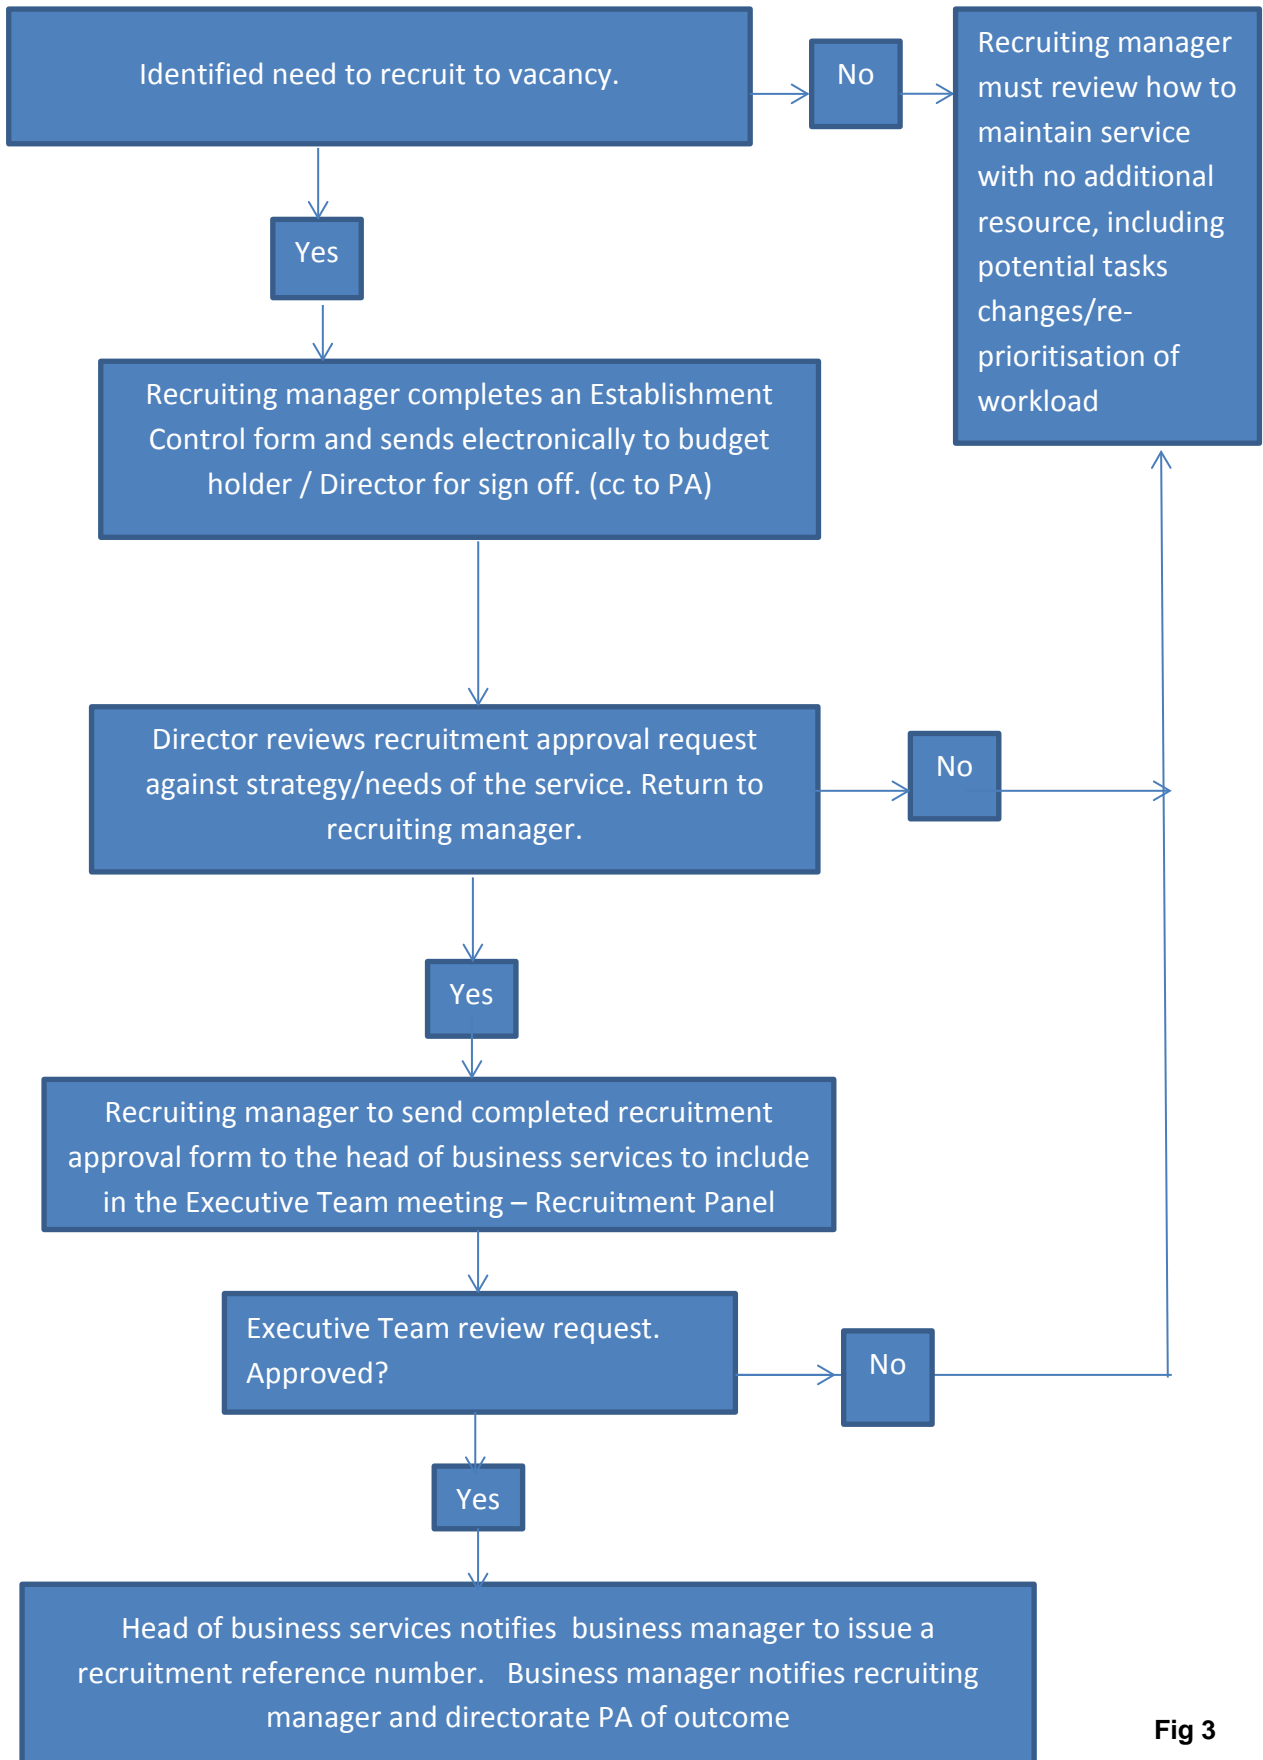 Identified need to recruit to vacancy.
No
Recruiting manager
must review how to
maintain service
with no additional
resource, including
potential tasks
changes/re-
prioritisation of
workload
Yes
Recruiting manager completes an Establishment
Control form and sends electronically to budget
holder / Director for sign off. (cc to PA)
Director reviews recruitment approval request
against strategy/needs of the service. Return to
recruiting manager.
No
Yes
Recruiting manager to send completed recruitment
approval form to the head of business services to include
in the Executive Team meeting – Recruitment Panel
Executive Team review request.
Approved?
No
Yes
Head of business services notifies  business manager to issue a
recruitment reference number.   Business manager notifies recruiting
manager and directorate PA of outcome
Fig 3